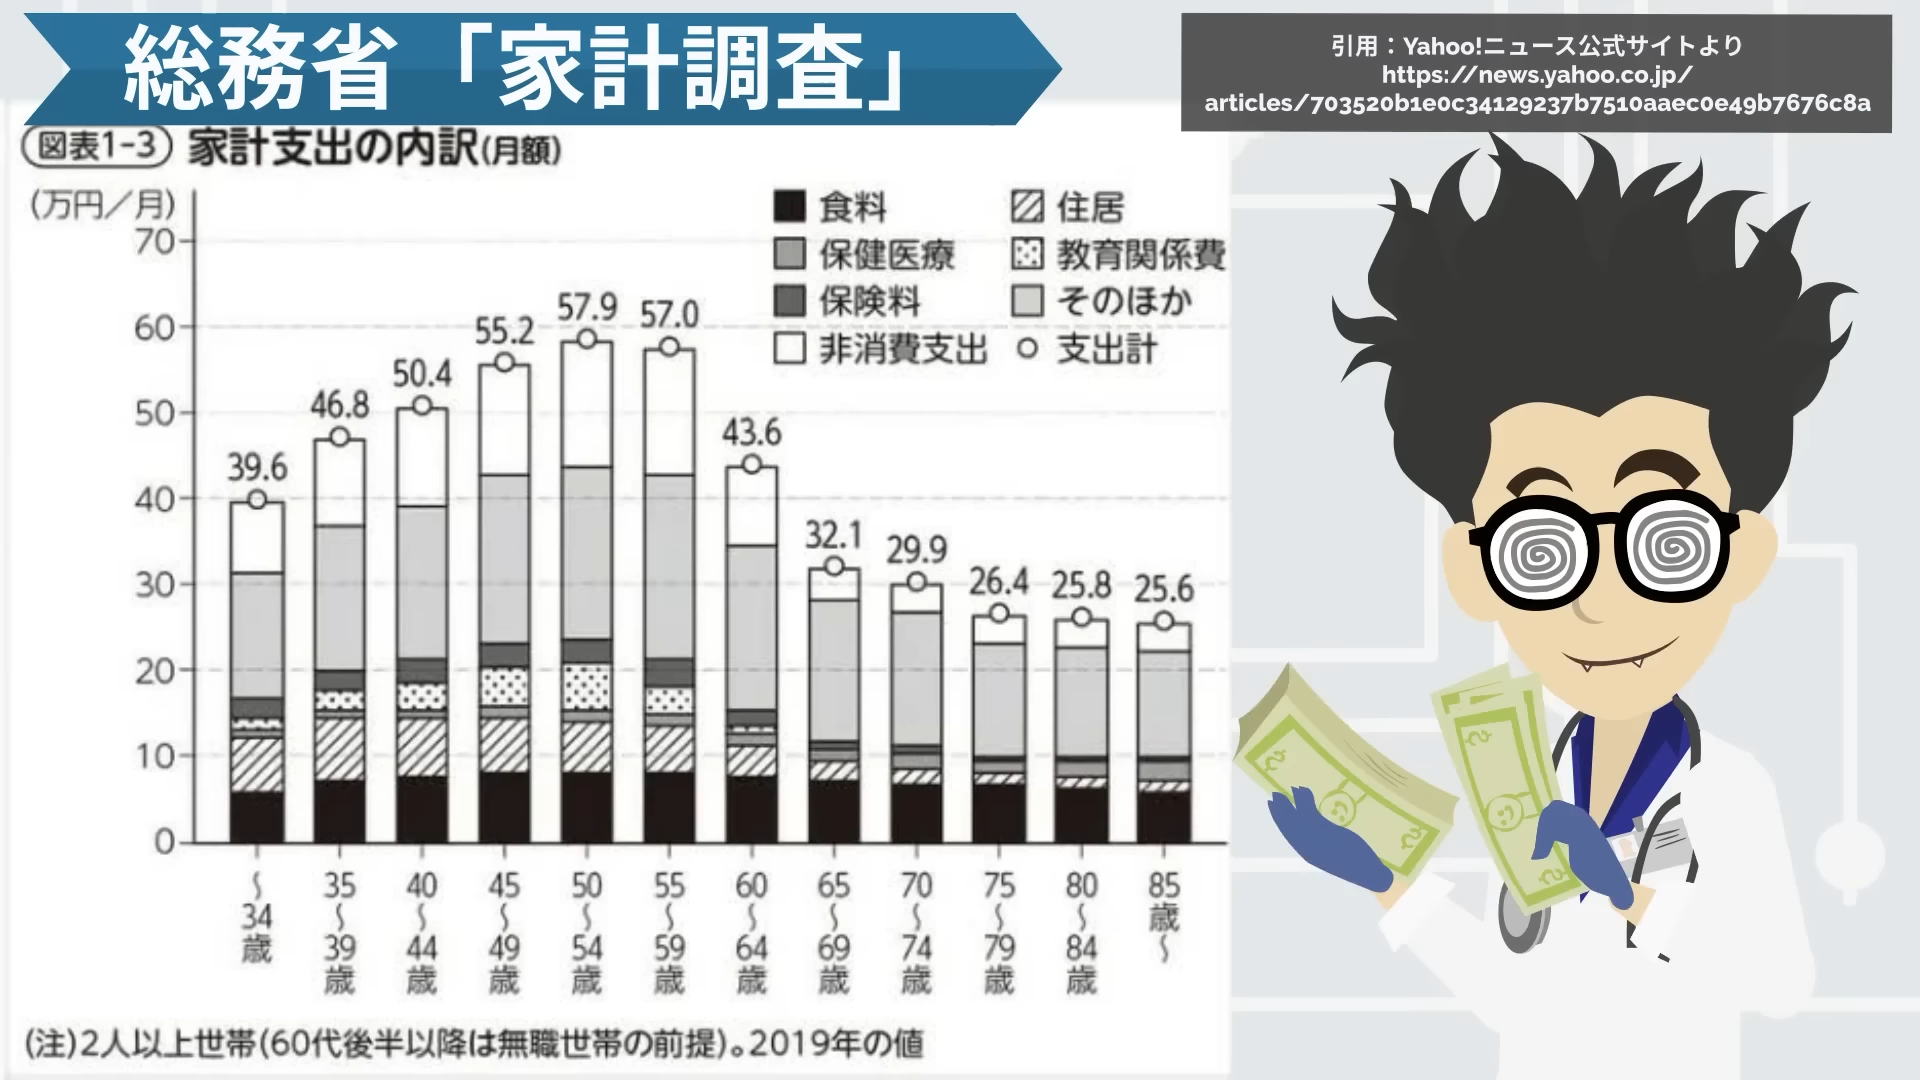 総務省「家計調査」
引用：Yahoo!ニュース公式サイトより
https://news.yahoo.co.jp/
articles/703520b1e0c34129237b7510aaec0e49b7676c8a
図表1-3 家計支出の内訳(月額)
(万円／月)
食料 住居
保健医療 教育関係費
保険料 そのほか
非消費支出 支出計
70
60
50
40
30
20
10
0
39.6
46.8
50.4
55.2
57.9
57.0
43.6
32.1
29.9
26.4
25.8
25.6
〜34歳
35〜39歳
40〜44歳
45〜49歳
50〜54歳
55〜59歳
60〜64歳
65〜69歳
70〜74歳
75〜79歳
80〜84歳
85歳〜
(注)2人以上世帯(60代後半以降は無職世帯の前提)。2019年の値